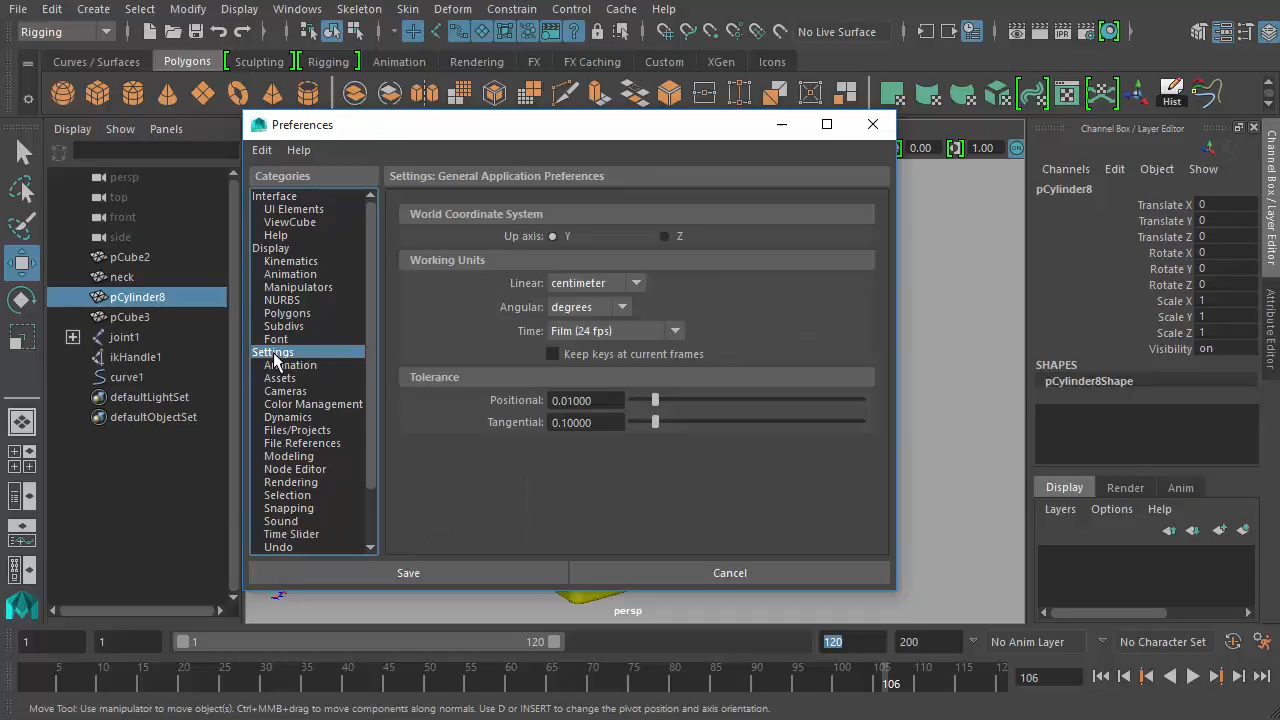 File Edit Create Select Modify Display Windows Skeleton Skin Deform Constrain Control Cache Help
Rigging No Live Surface
Curves / Surfaces Polygons Sculpting Rigging Animation Rendering FX FX Caching Custom XGen Icons
Hist
Display Show Panels
Preferences
Channel Box / Layer Editor
Edit Help
0.00 1.00 ON
Channels Edit Object Show
Categories
Settings: General Application Preferences
persp
top
front
side
pCube2
neck
pCylinder8
pCube3
joint1
ikHandle1
curve1
defaultLightSet
defaultObjectSet
Interface
UI Elements
ViewCube
Help
Display
Kinematics
Animation
Manipulators
NURBS
Polygons
Subdivs
Font
Settings
Animation
Assets
Cameras
Color Management
Dynamics
Files/Projects
File References
Modeling
Node Editor
Rendering
Selection
Snapping
Sound
Time Slider
Undo
World Coordinate System
Up axis: Y Z
Working Units
Linear: centimeter
Angular: degrees
Time: Film (24 fps)
Keep keys at current frames
Tolerance
Positional: 0.01000
Tangential: 0.10000
Save Cancel
persp
pCylinder8
Translate X 0
Translate Y 0
Translate Z 0
Rotate X 0
Rotate Y 0
Rotate Z 0
Scale X 1
Scale Y 1
Scale Z 1
Visibility on
SHAPES
pCylinder8Shape
Display Render Anim
Layers Options Help
Channel Box / Layer Editor
Attribute Editor
1 1 1 120 120 200 No Anim Layer No Character Set
5 10 15 20 25 30 35 40 45 50 55 60 65 70 75 80 85 90 95 100 105 110 115 12
106 106
Move Tool: Use manipulator to move object(s). Ctrl+MMB+drag to move components along normals. Use D or INSERT to change the pivot position and axis orientation.